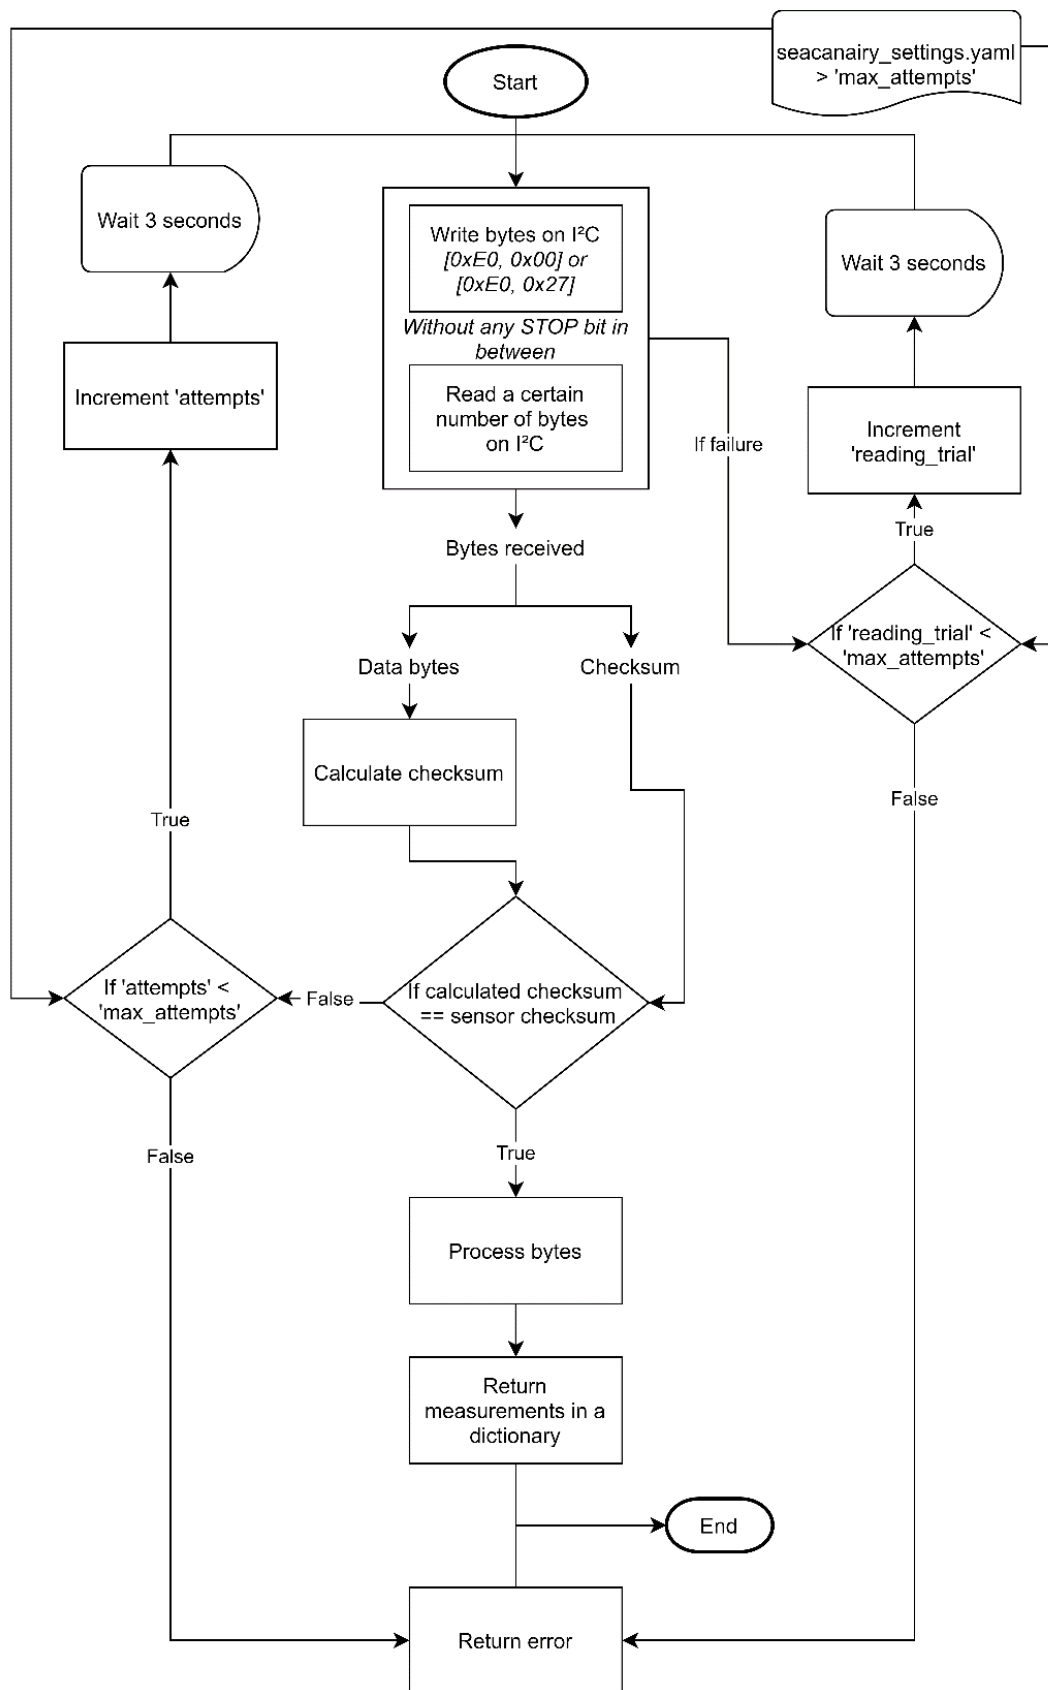 seacanairy_settings.yaml
> 'max_attempts'
Start
Wait 3 seconds
Write bytes on I²C
[0xE0, 0x00] or
[0xE0, 0x27]
Wait 3 seconds
Without any STOP bit in
between
Increment 'attempts'
Read a certain
number of bytes
on I²C
If failure
Increment
'reading_trial'
True
Bytes received
If 'reading_trial' <
'max_attempts'
Data bytes
Checksum
Calculate checksum
False
True
If 'attempts' <
'max_attempts'
False
If calculated checksum
== sensor checksum
True
False
Process bytes
Return
measurements in a
dictionary
End
Return error